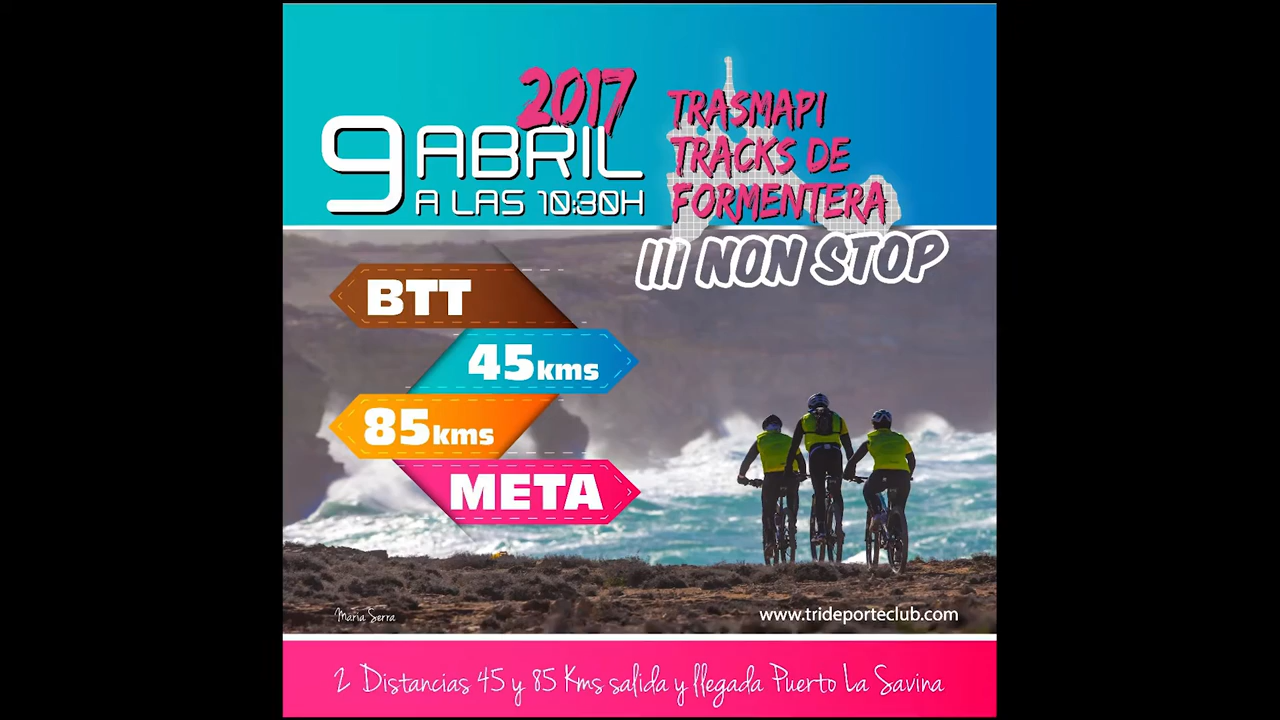 2017
9 ABRIL
A LAS 10:30H
TRASMAPI
TRACKS DE
FORMENTERA
III NON STOP
BTT
45kms
85kms
META
Maria Serra
www.trideporteclub.com
2 Distancias 45 y 85 Kms salida y llegada Puerto La Savina